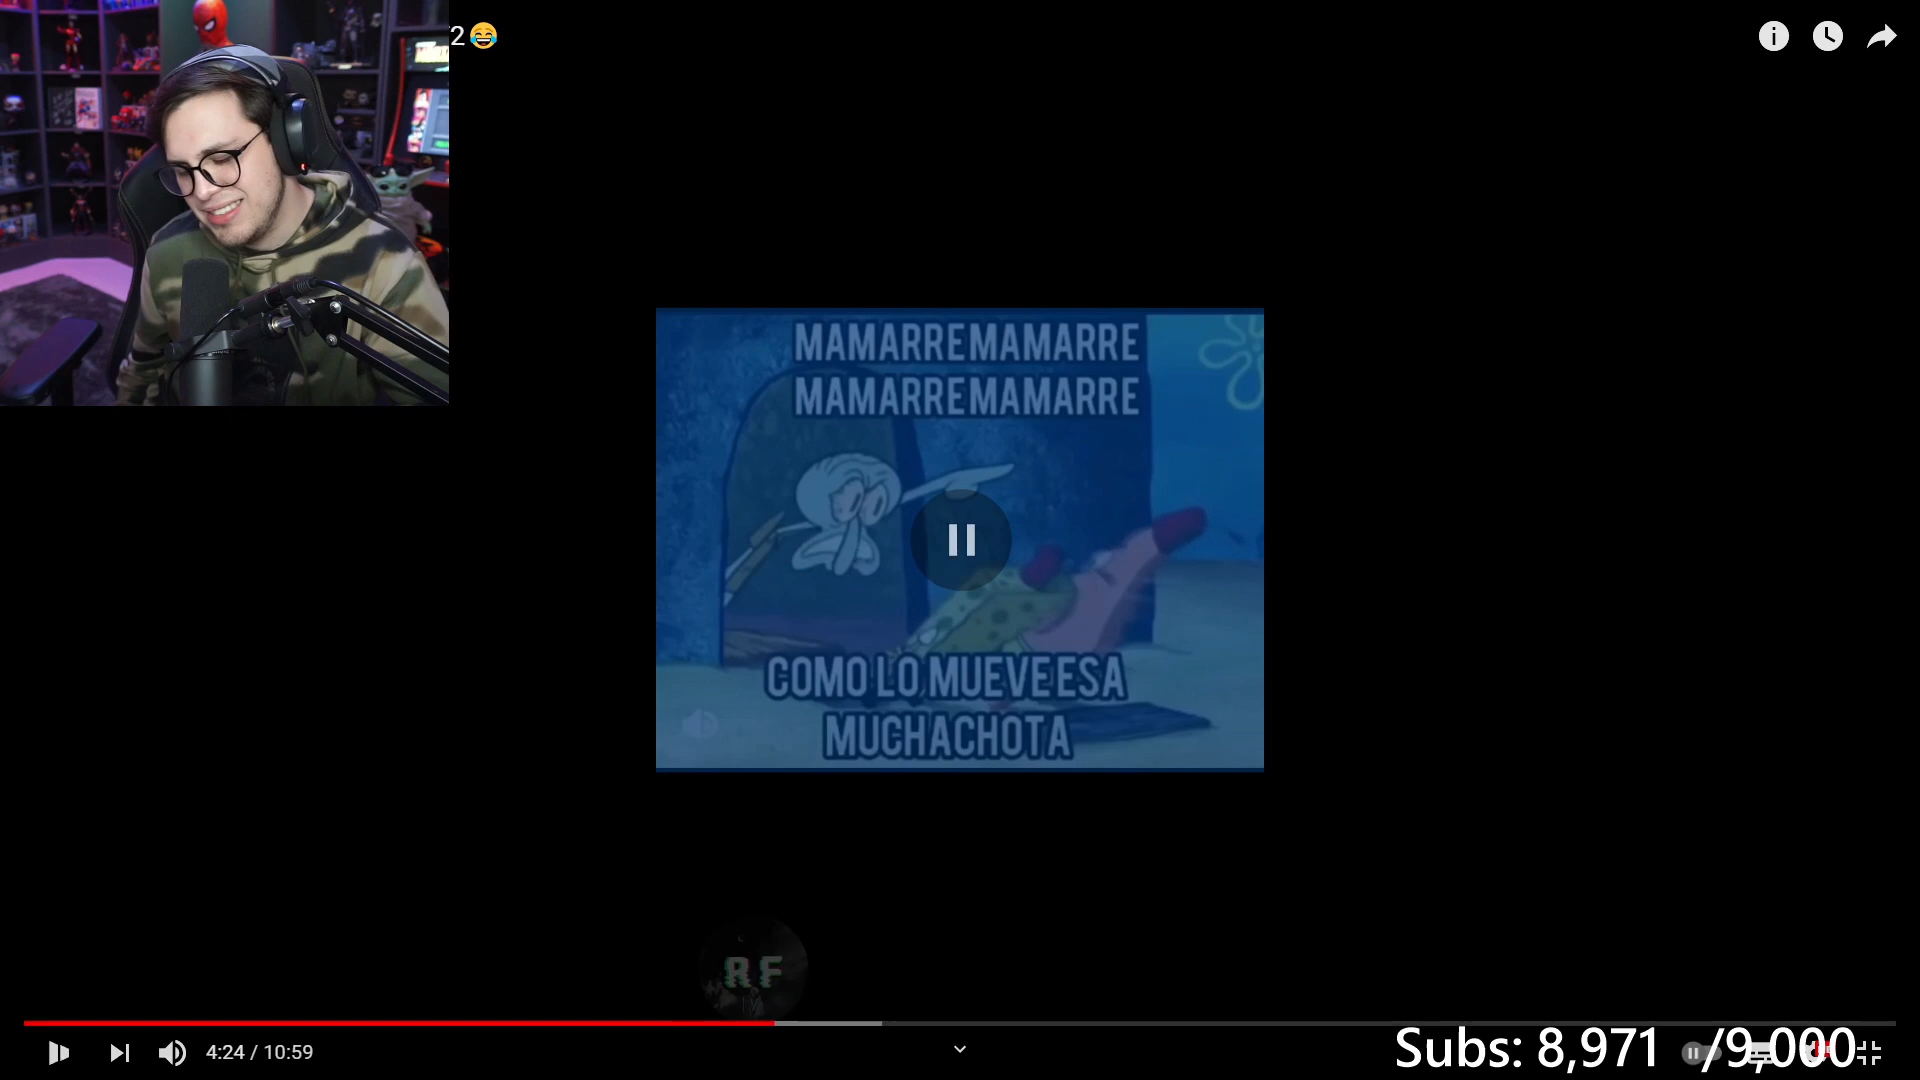 2😂
MAMARREMAMARRE
MAMARREMAMARRE
COMO LO MUEVE ESA
MUCHACHOTA
RF
4:24 / 10:59
Subs: 8,971 /9,000